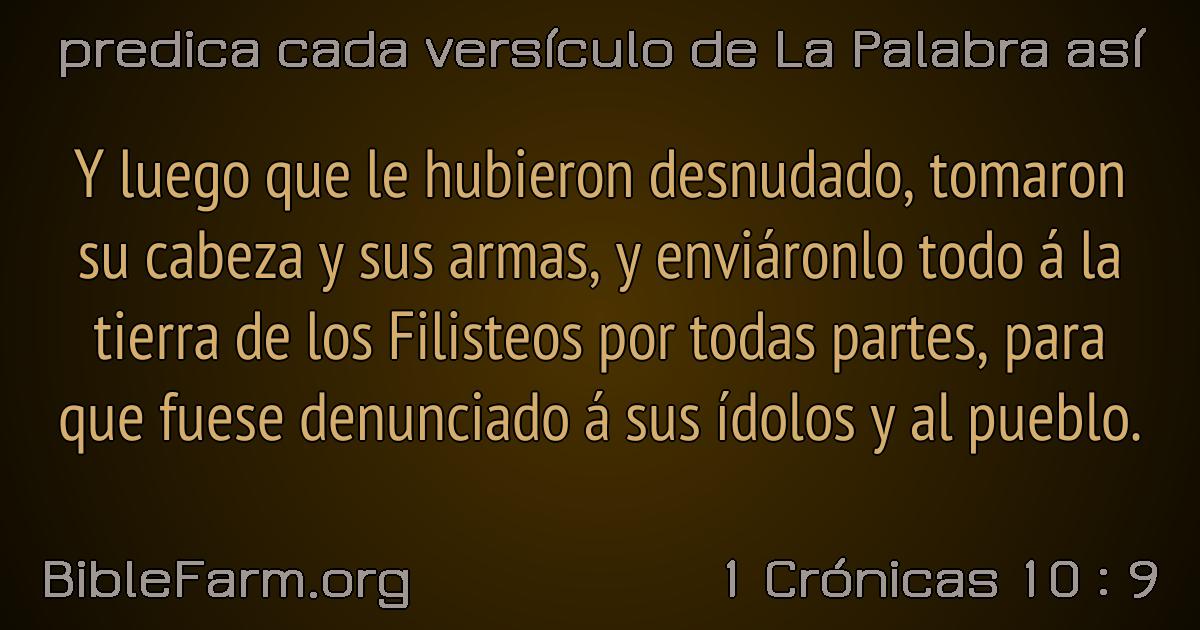 predica cada versículo de La Palabra así
Y luego que le hubieron desnudado, tomaron
su cabeza y sus armas, y enviáronlo todo á la
tierra de los Filisteos por todas partes, para
que fuese denunciado á sus ídolos y al pueblo.
BibleFarm.org
1 Crónicas 10 : 9